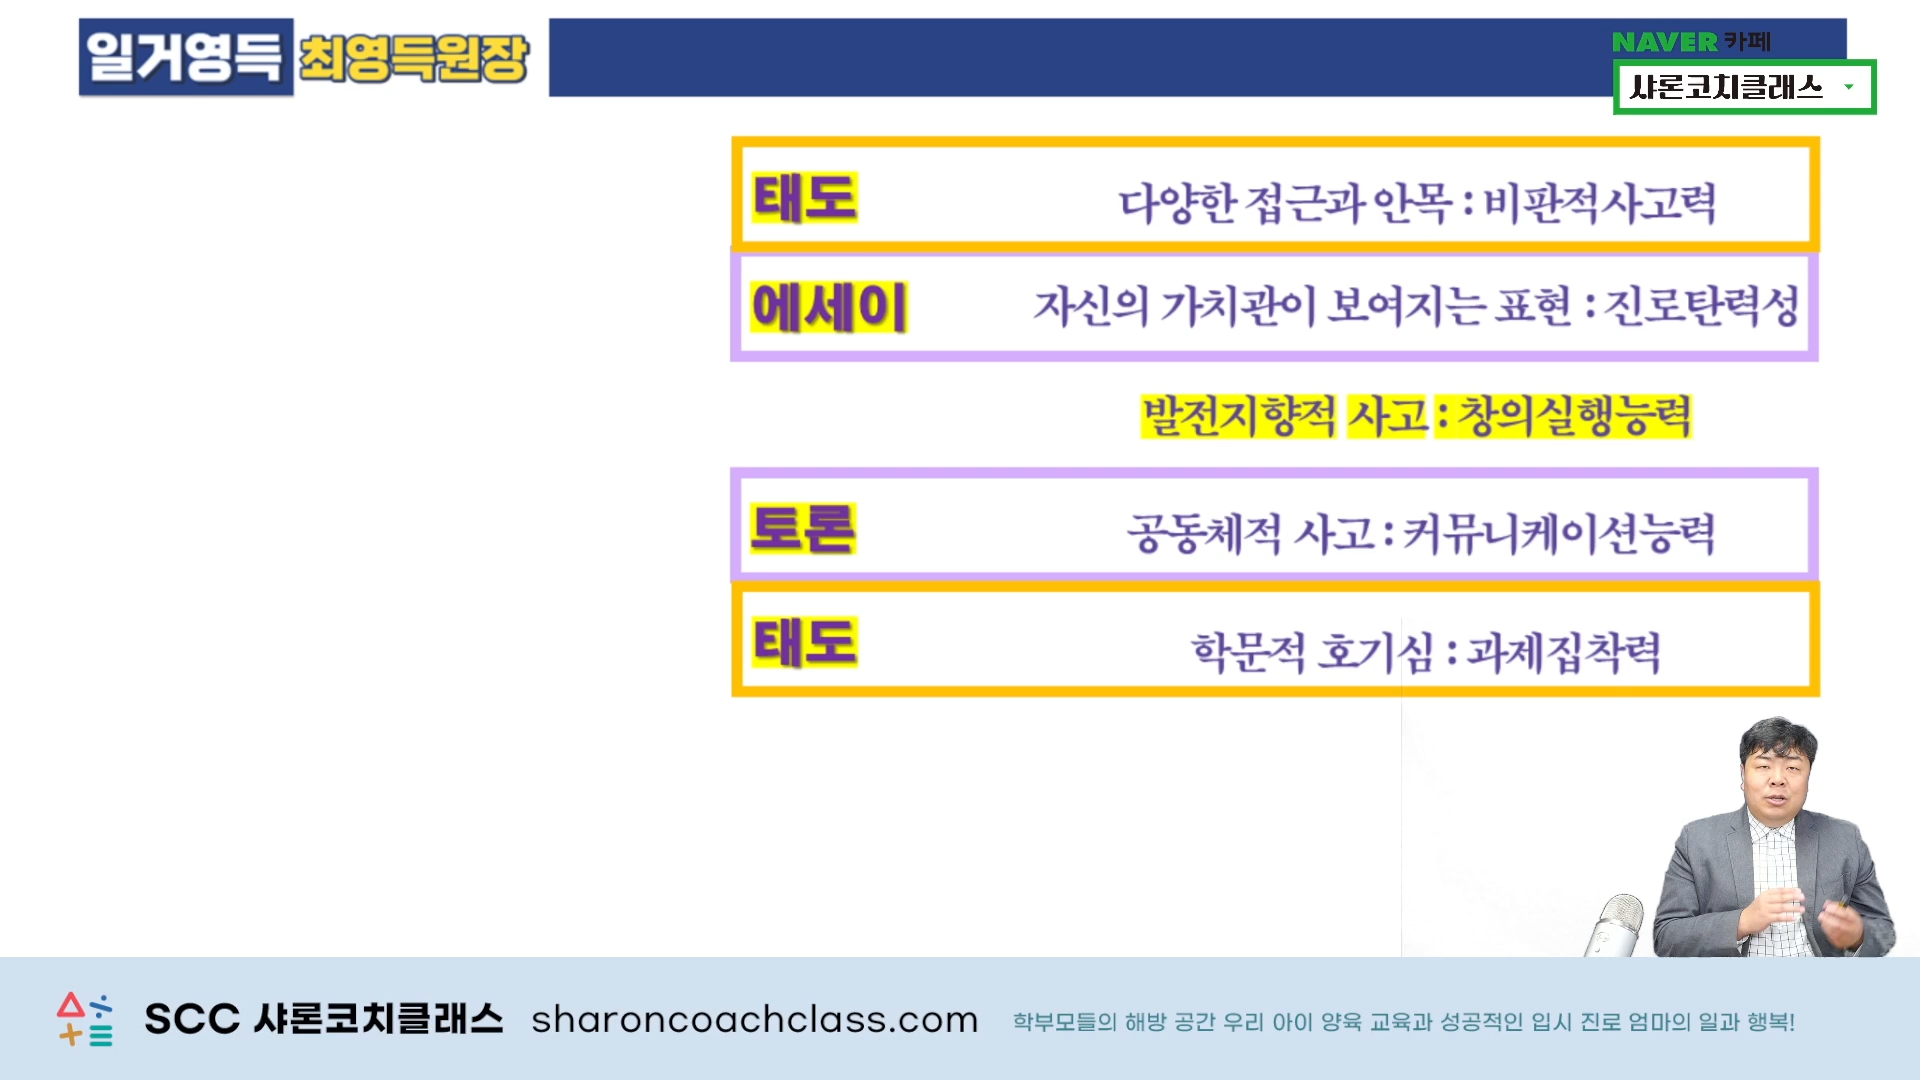 일거영득 최영득원장
NAVER 카페
샤론코치클래스
태도 다양한 접근과 안목 : 비판적사고력
에세이 자신의 가치관이 보여지는 표현 : 진로탄력성
발전지향적 사고 : 창의실행능력
토론 공동체적 사고 : 커뮤니케이션능력
태도 학문적 호기심 : 과제집착력
SCC 샤론코치클래스 sharoncoachclass.com 학부모들의 해방 공간 우리 아이 양육 교육과 성공적인 입시 진로 엄마의 일과 행복!